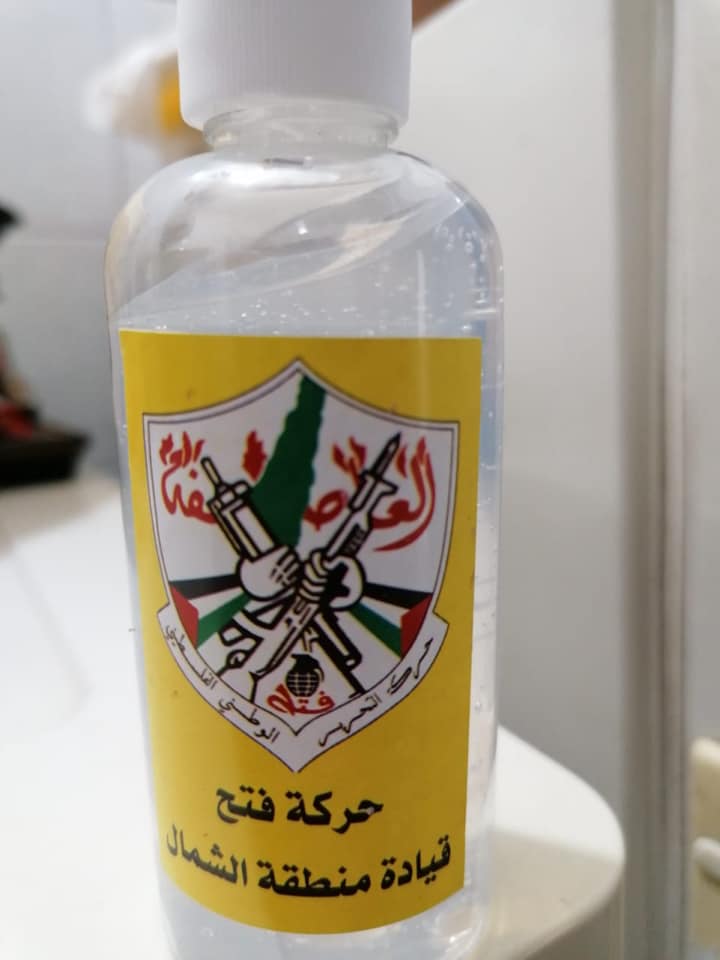 العاصفة
فتح
حركة التحرير الوطني الفلسطيني
حركة فتح
قيادة منطقة الشمال